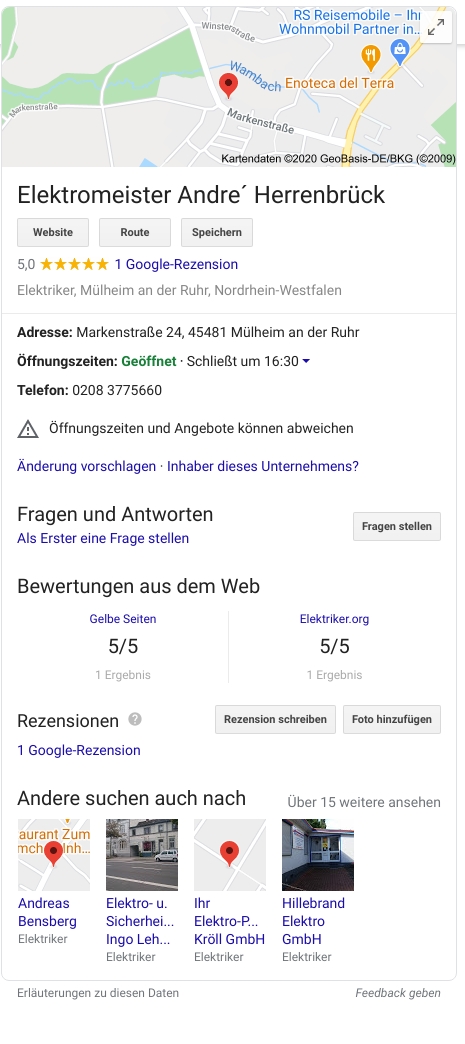 RS Reisemobile – Ihr
Wohnmobil Partner in...
Winsterstraße
Wambach
Enoteca del Terra
Markenstraße
Markenstraße
Kartendaten ©2020 GeoBasis-DE/BKG (©2009)
Elektromeister Andre´ Herrenbrück
Website Route Speichern
5,0 1 Google-Rezension
Elektriker, Mülheim an der Ruhr, Nordrhein-Westfalen
Adresse: Markenstraße 24, 45481 Mülheim an der Ruhr
Öffnungszeiten: Geöffnet · Schließt um 16:30
Telefon: 0208 3775660
Öffnungszeiten und Angebote können abweichen
Änderung vorschlagen · Inhaber dieses Unternehmens?
Fragen und Antworten
Fragen stellen
Als Erster eine Frage stellen
Bewertungen aus dem Web
Gelbe Seiten Elektriker.org
5/5 5/5
1 Ergebnis 1 Ergebnis
Rezensionen ? Rezension schreiben Foto hinzufügen
1 Google-Rezension
Andere suchen auch nach Über 15 weitere ansehen
aurant Zum
mch... Inh...
Andreas Elektro- u. Ihr Hillebrand
Bensberg Sicherhei... Elektro-P... Elektro
Elektriker Ingo Leh... Kröll GmbH GmbH
Elektriker Elektriker Elektriker
Erläuterungen zu diesen Daten Feedback geben